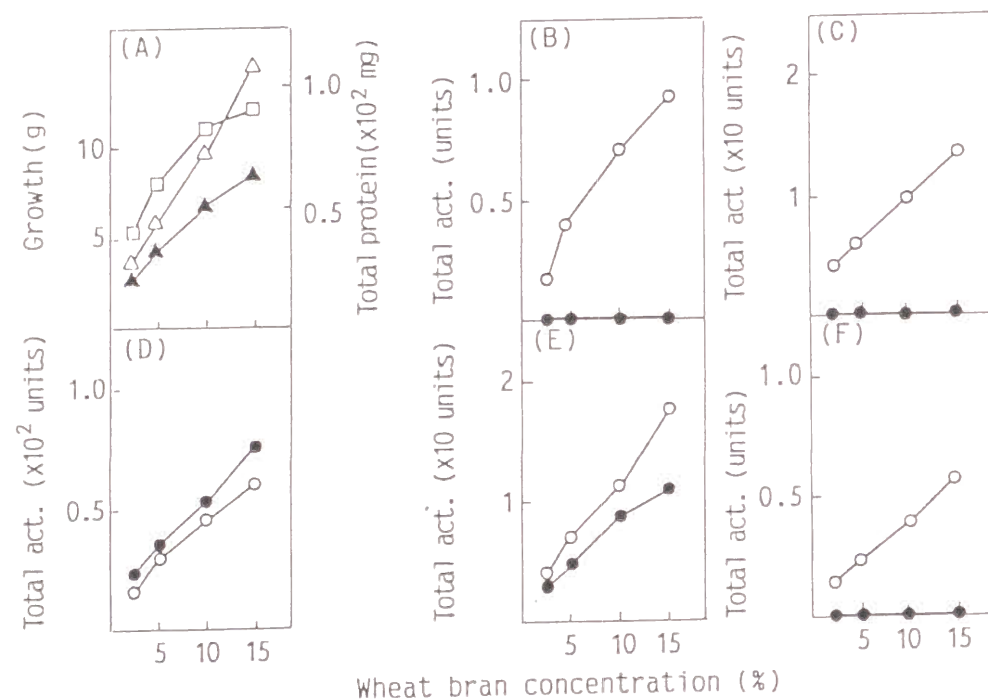 (A)
Growth(g)
10
5
Total protein(x10² mg)
1.0
0.5
(B)
Total act. (units)
1.0
0.5
(C)
Total act (x10 units)
2
1
(D)
Total act. (x10² units)
1.0
0.5
5 10 15
(E)
Total act. (x10 units)
2
1
5 10 15
(F)
Total act. (units)
1.0
0.5
5 10 15
Wheat bran concentration (%)